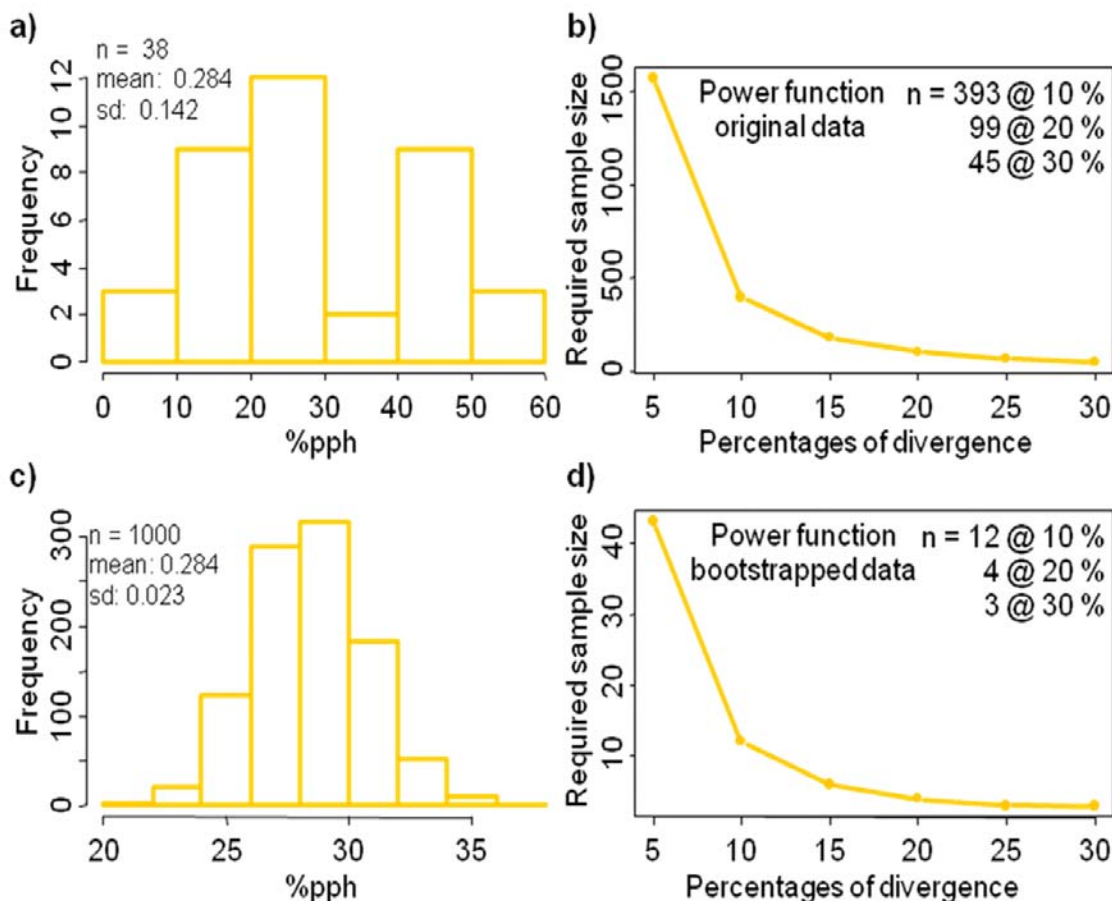 a)
n = 38
mean: 0.284
sd: 0.142
Frequency
12
10
8
6
4
2
0
0 10 20 30 40 50 60
%pph
b)
Power function
original data
n = 393 @ 10 %
99 @ 20 %
45 @ 30 %
Required sample size
1500
1000
500
0
5 10 15 20 25 30
Percentages of divergence
c)
n = 1000
mean: 0.284
sd: 0.023
Frequency
300
200
100
0
20 25 30 35
%pph
d)
Power function
bootstrapped data
n = 12 @ 10 %
4 @ 20 %
3 @ 30 %
Required sample size
40
30
20
10
5 10 15 20 25 30
Percentages of divergence